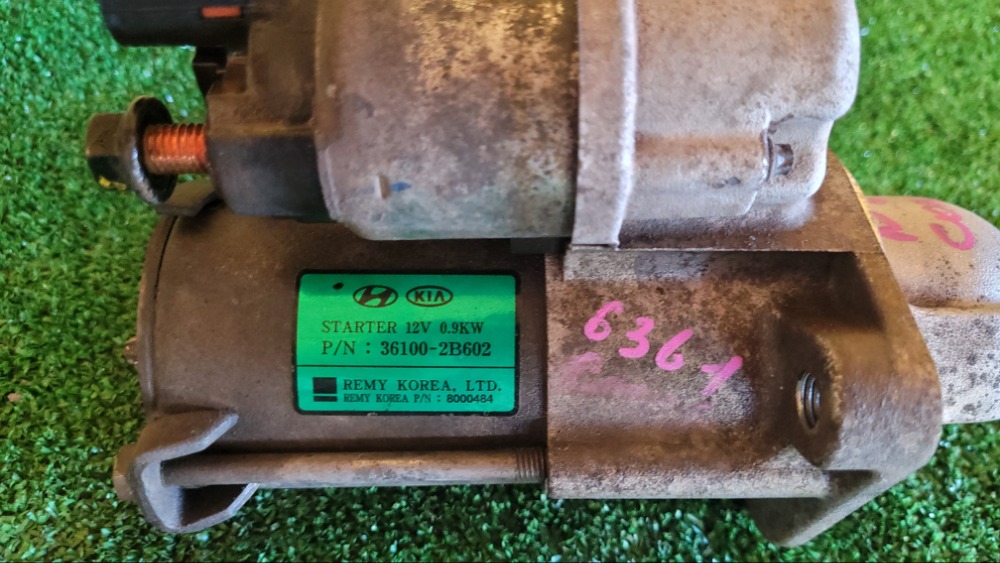 KIA
STARTER 12V 0.9KW
P/N : 36100-2B602
REMY KOREA, LTD.
REMY KOREA P/N : 8000484
6361